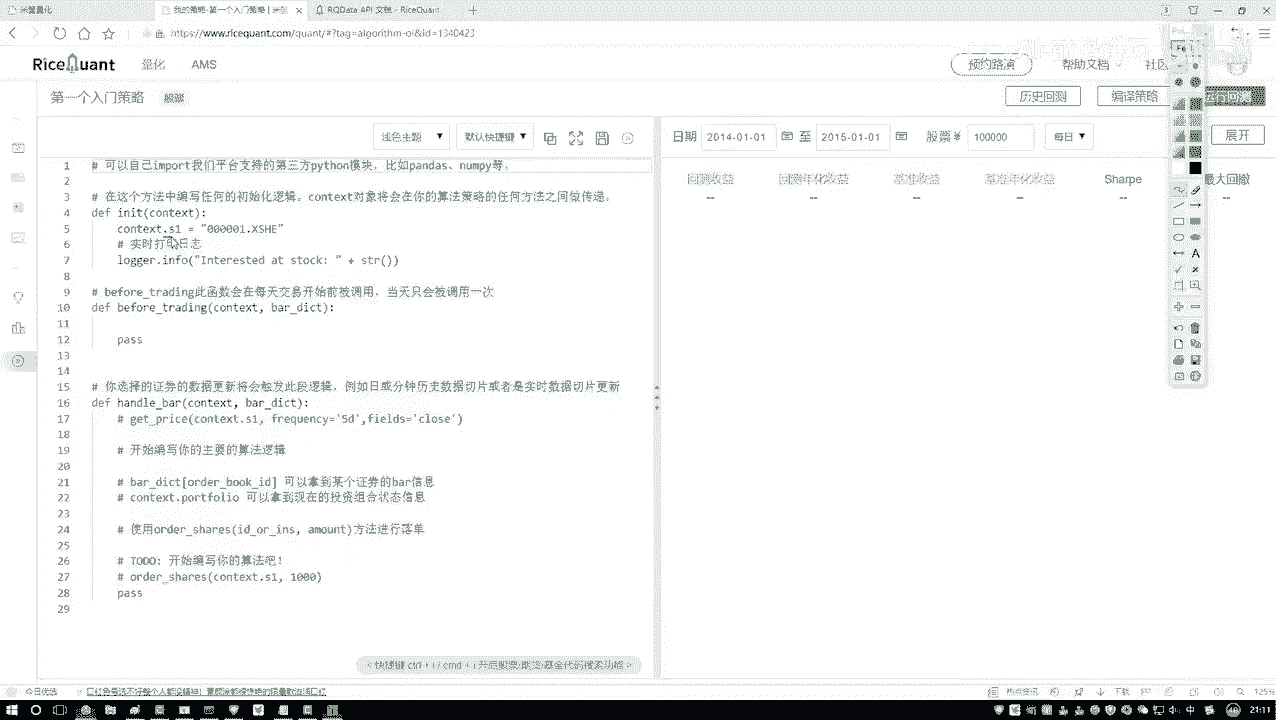 米筐量化
我的策略-第一个入门策略 | 米筐
RQData API 文档 - RiceQuant
https://www.ricequant.com/quant/#?tag=algorithm-oi&id=1340423
RiceQuant 量化 AMS 预约路演 帮助文档 社区
第一个入门策略 股票 历史回测 编译策略 运行回测
浅色主题 默认快捷键 日期 2014-01-01 至 2015-01-01 股票 ¥ 100000 每日 展开
回测收益 回测年化收益 基准收益 基准年化收益 Sharpe 最大回撤
-- -- -- -- -- --
1 # 可以自己import我们平台支持的第三方python模块，比如pandas、numpy等。
2
3 # 在这个方法中编写任何的初始化逻辑。context对象将会在你的算法策略的任何方法之间做传递。
4 def init(context):
5 context.s1 = "000001.XSHE"
6 # 实时打印日志
7 logger.info("Interested at stock: " + str())
8
9 # before_trading此函数会在每天交易开始前被调用，当天只会被调用一次
10 def before_trading(context, bar_dict):
11
12 pass
13
14
15 # 你选择的证券的数据更新将会触发此段逻辑，例如日或分钟历史数据切片或者是实时数据切片更新
16 def handle_bar(context, bar_dict):
17 # get_price(context.s1, frequency='5d',fields='close')
18
19 # 开始编写你的主要的算法逻辑
20
21 # bar_dict[order_book_id] 可以拿到某个证券的bar信息
22 # context.portfolio 可以拿到现在的投资组合状态信息
23
24 # 使用order_shares(id_or_ins, amount)方法进行落单
25
26 # TODO: 开始编写你的算法吧！
27 # order_shares(context.s1, 1000)
28 pass
29
今日优选
热点资讯 下载
中 21:11